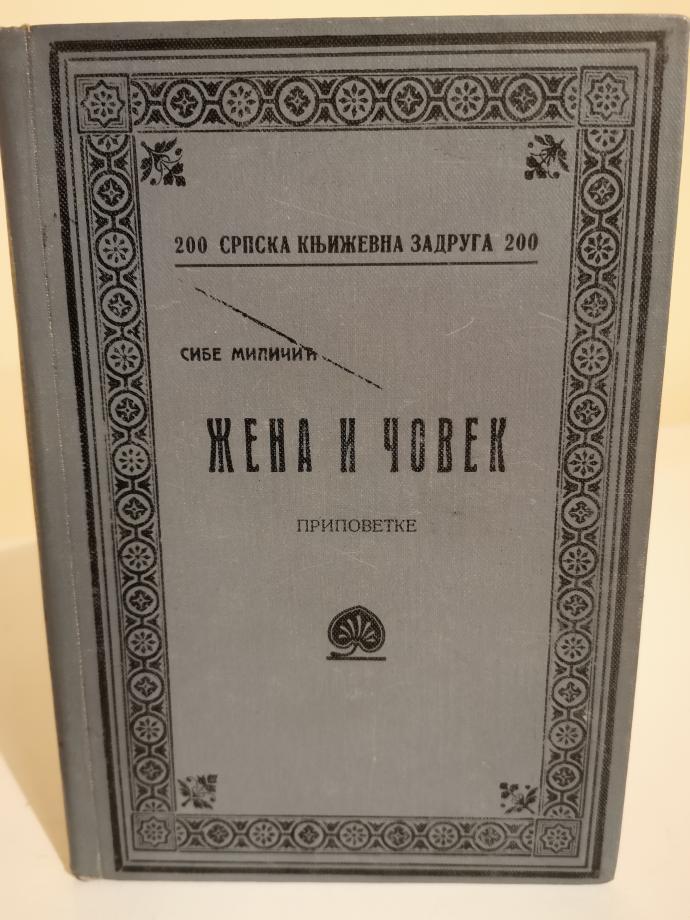 200 СРПСКА КЊИЖЕВНА ЗАДРУГА 200
СИБЕ МИЛИЧИЋ
ЖЕНА И ЧОВЕК
ПРИПОВЕТКЕ